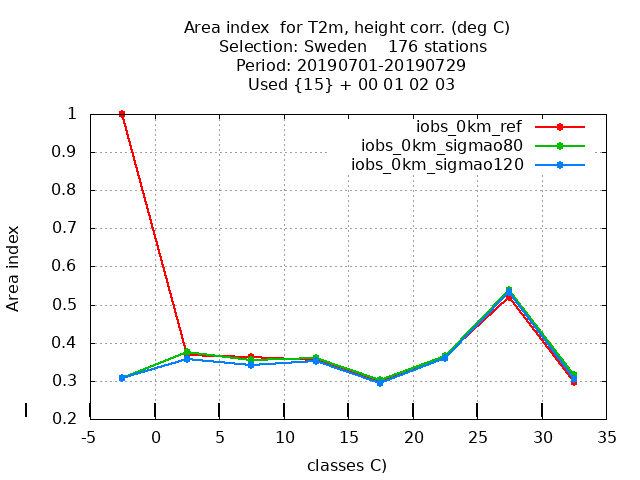 Area index  for T2m, height corr. (deg C)
Selection: Sweden    176 stations
Period: 20190701-20190729
Used {15} + 00 01 02 03
iobs_0km_ref
iobs_0km_sigmao80
iobs_0km_sigmao120
Area index
1
0.9
0.8
0.7
0.6
0.5
0.4
0.3
0.2
-5
0
5
10
15
20
25
30
35
classes C)